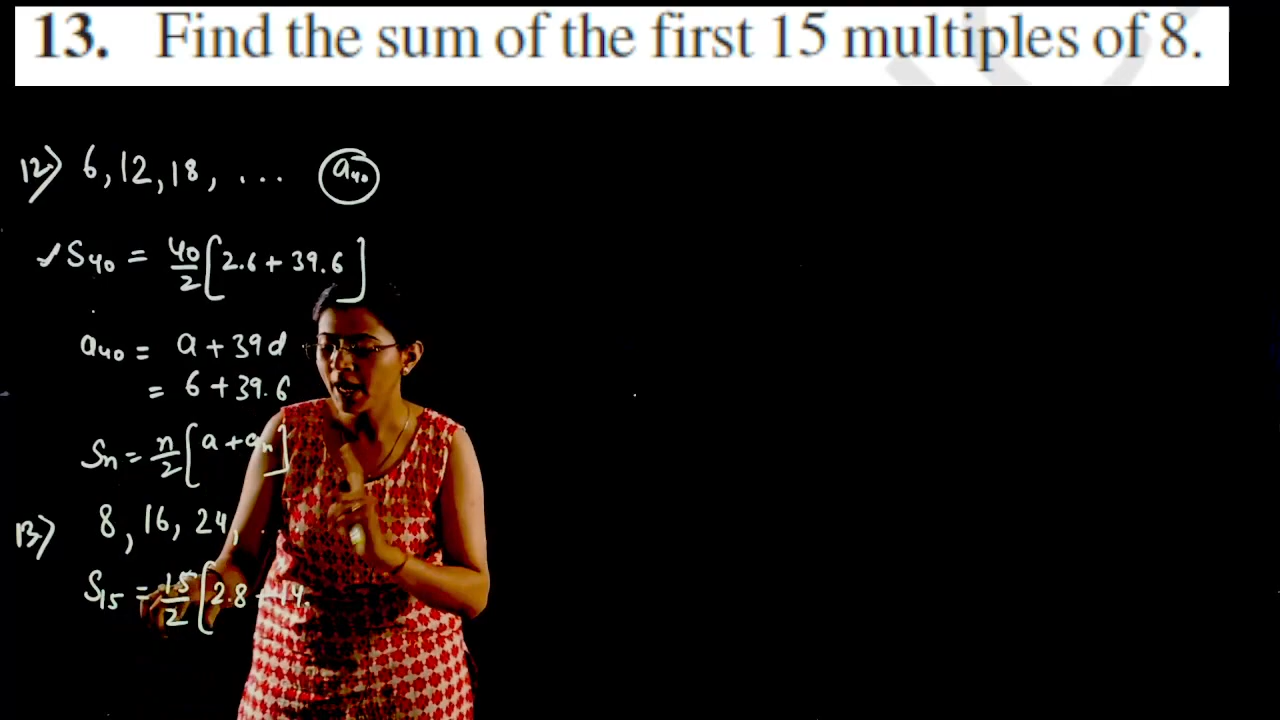 13. Find the sum of the first 15 multiples of 8.
12) 6, 12, 18, ... a40
S40 = 40/2 [2.6 + 39.6]
a40 = a + 39d
= 6 + 39.6
Sn = n/2 [a + an]
13) 8, 16, 24, ..
S15 = 15/2 [2.8 + 14.